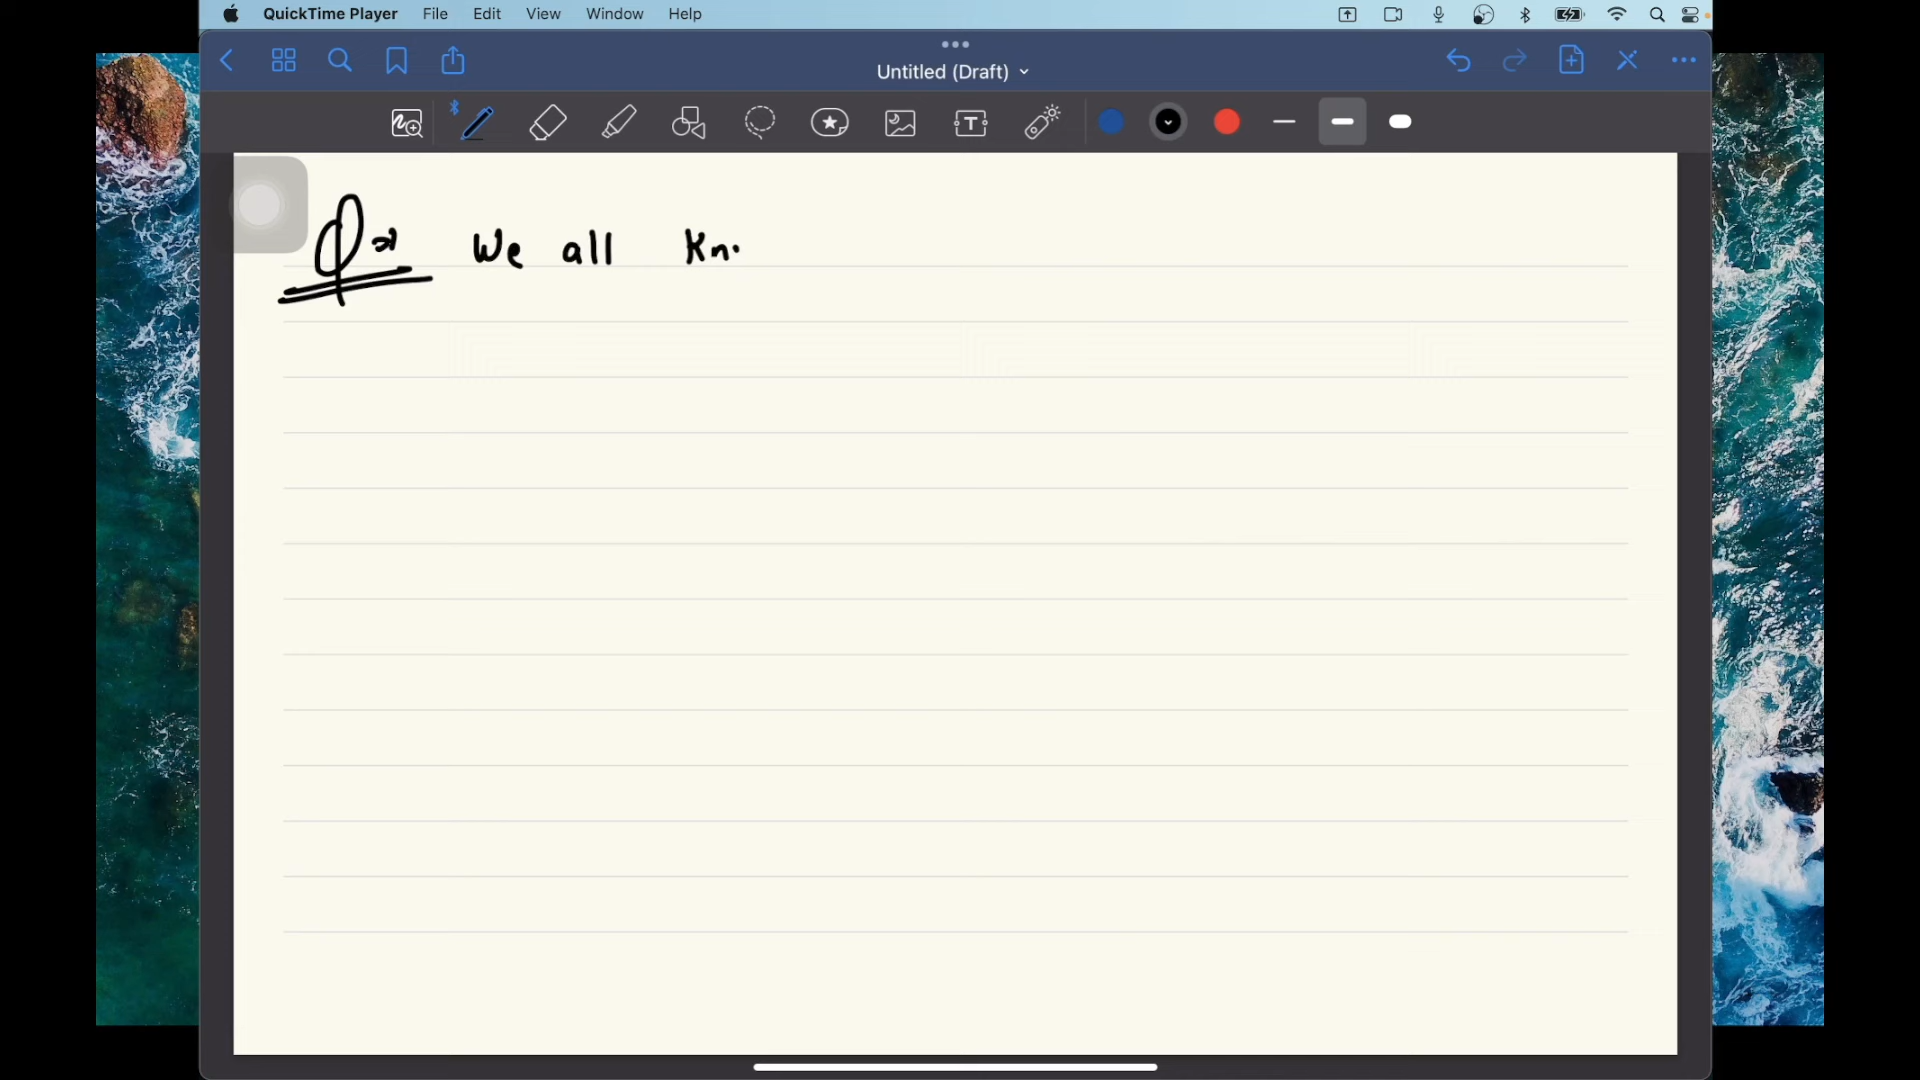 QuickTime Player File Edit View Window Help
Untitled (Draft)
T
We all Kn